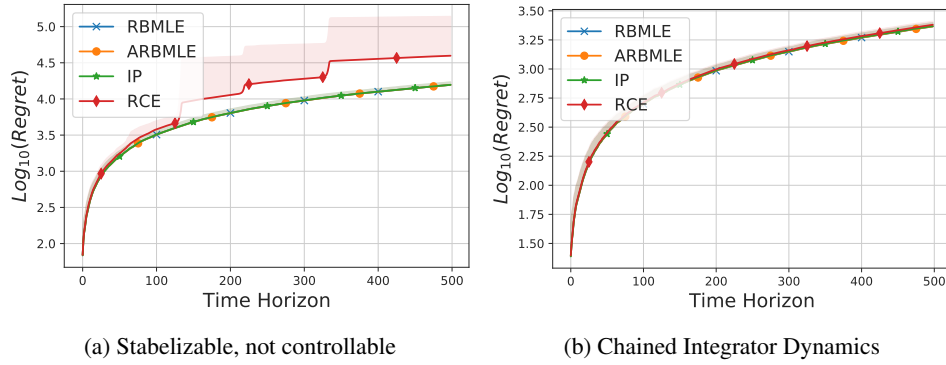 RBMLE
ARBMLE
IP
RCE
5.0
4.5
4.0
3.5
3.0
2.5
2.0
Log10(Regret)
0 100 200 300 400 500
Time Horizon
(a) Stabelizable, not controllable
RBMLE
ARBMLE
IP
RCE
3.50
3.25
3.00
2.75
2.50
2.25
2.00
1.75
1.50
Log10(Regret)
0 100 200 300 400 500
Time Horizon
(b) Chained Integrator Dynamics